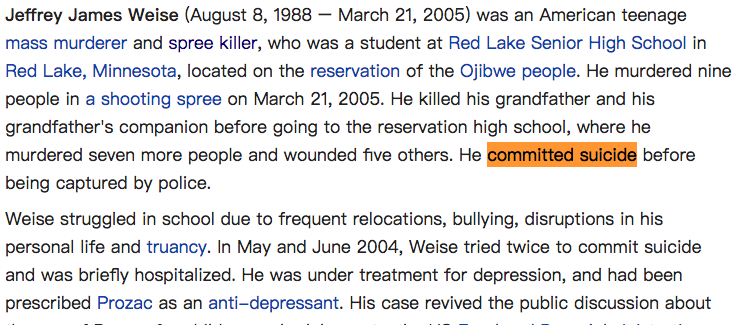 Jeffrey James Weise (August 8, 1988 – March 21, 2005) was an American teenage
mass murderer and spree killer, who was a student at Red Lake Senior High School in
Red Lake, Minnesota, located on the reservation of the Ojibwe people. He murdered nine
people in a shooting spree on March 21, 2005. He killed his grandfather and his
grandfather's companion before going to the reservation high school, where he
murdered seven more people and wounded five others. He committed suicide before
being captured by police.
Weise struggled in school due to frequent relocations, bullying, disruptions in his
personal life and truancy. In May and June 2004, Weise tried twice to commit suicide
and was briefly hospitalized. He was under treatment for depression, and had been
prescribed Prozac as an anti-depressant. His case revived the public discussion about